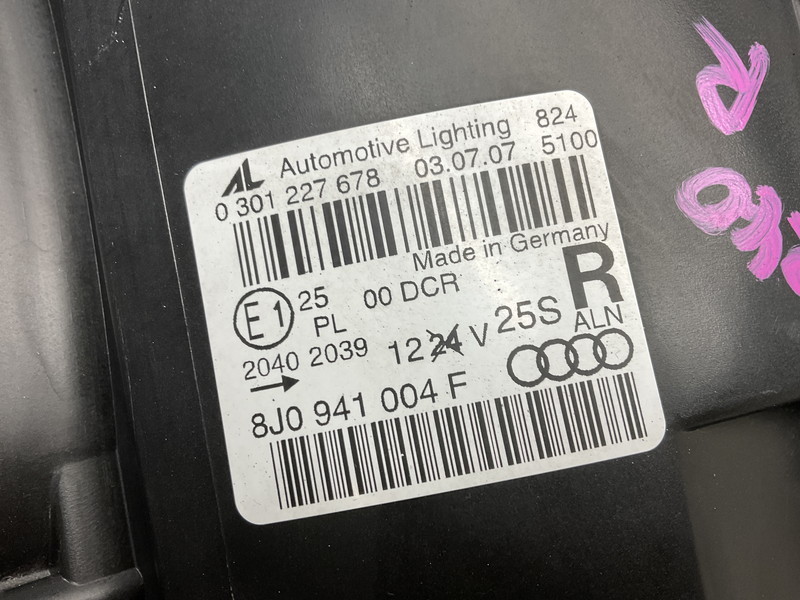 AL Automotive Lighting 824
0 301 227 678 03.07.07 5100
Made in Germany
E1 25 00 DCR R
PL
2040 2039 12 24 V 25S ALN
8J0 941 004 F